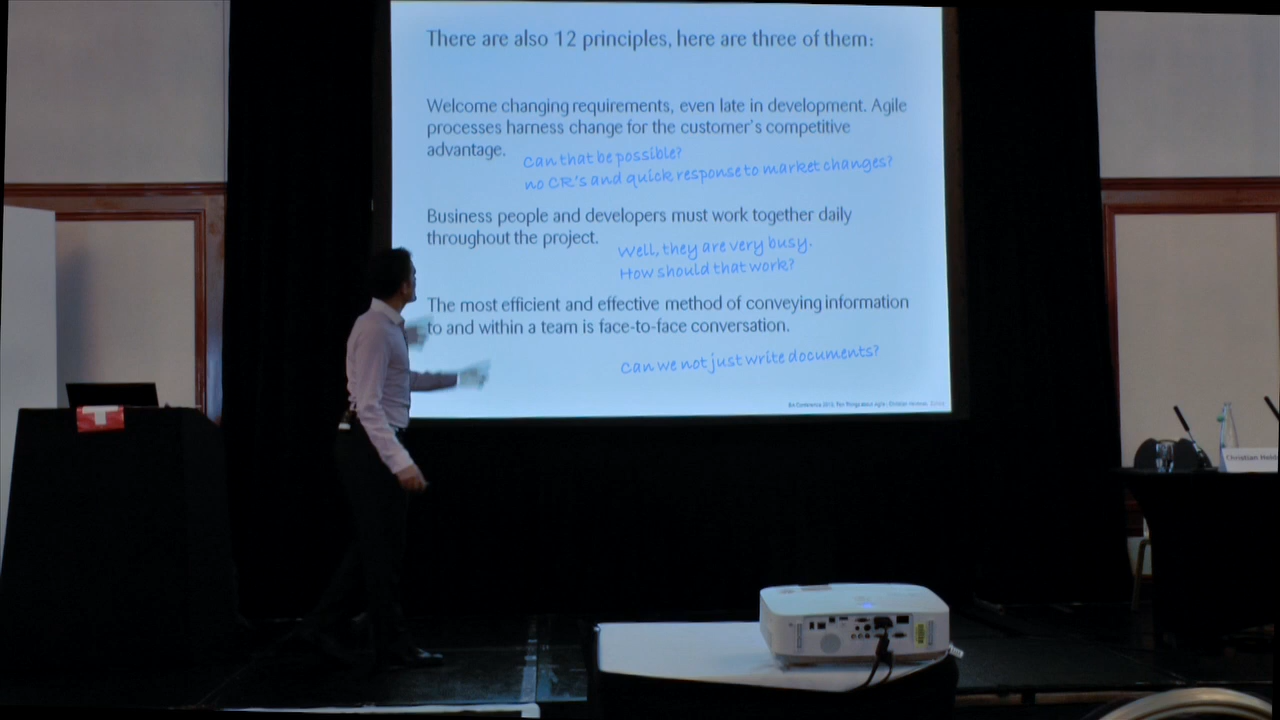 There are also 12 principles, here are three of them:
Welcome changing requirements, even late in development. Agile
processes harness change for the customer's competitive
advantage.
Can that be possible?
no CR's and quick response to market changes?
Business people and developers must work together daily
throughout the project.
Well, they are very busy.
How should that work?
The most efficient and effective method of conveying information
to and within a team is face-to-face conversation.
Can we not just write documents?
T
Christian